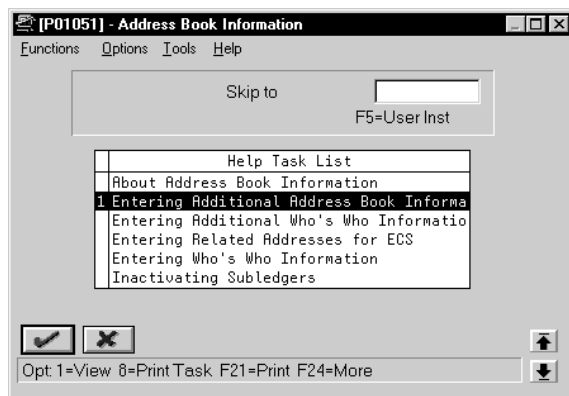 [P01051] - Address Book Information
Functions Options Tools Help
Skip to
F5=User Inst
Help Task List
About Address Book Information
1 Entering Additional Address Book Informa
Entering Additional Who's Who Informatio
Entering Related Addresses for ECS
Entering Who's Who Information
Inactivating Subledgers
Opt: 1=View 8=Print Task F21=Print F24=More